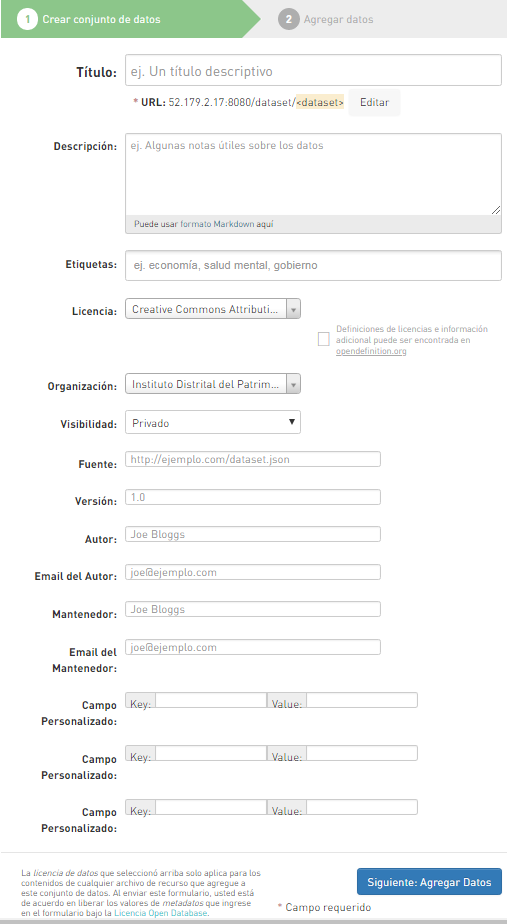 1 Crear conjunto de datos
2 Agregar datos
Título: ej. Un título descriptivo
* URL: 52.179.2.17:8080/dataset/<dataset> Editar
Descripción: ej. Algunas notas útiles sobre los datos
Puede usar formato Markdown aquí
Etiquetas: ej. economía, salud mental, gobierno
Licencia: Creative Commons Attributi...
Definiciones de licencias e información
adicional puede ser encontrada en
opendefinition.org
Organización: Instituto Distrital del Patrim...
Visibilidad: Privado
Fuente: http://ejemplo.com/dataset.json
Versión: 1.0
Autor: Joe Bloggs
Email del Autor: joe@ejemplo.com
Mantenedor: Joe Bloggs
Email del joe@ejemplo.com
Mantenedor:
Campo Key: Value:
Personalizado:
Campo Key: Value:
Personalizado:
Campo Key: Value:
Personalizado:
La licencia de datos que seleccionó arriba solo aplica para los
contenidos de cualquier archivo de recurso que agregue a
este conjunto de datos. Al enviar este formulario, usted está
de acuerdo en liberar los valores de metadatos que ingrese
en el formulario bajo la Licencia Open Database.
Siguiente: Agregar Datos
* Campo requerido